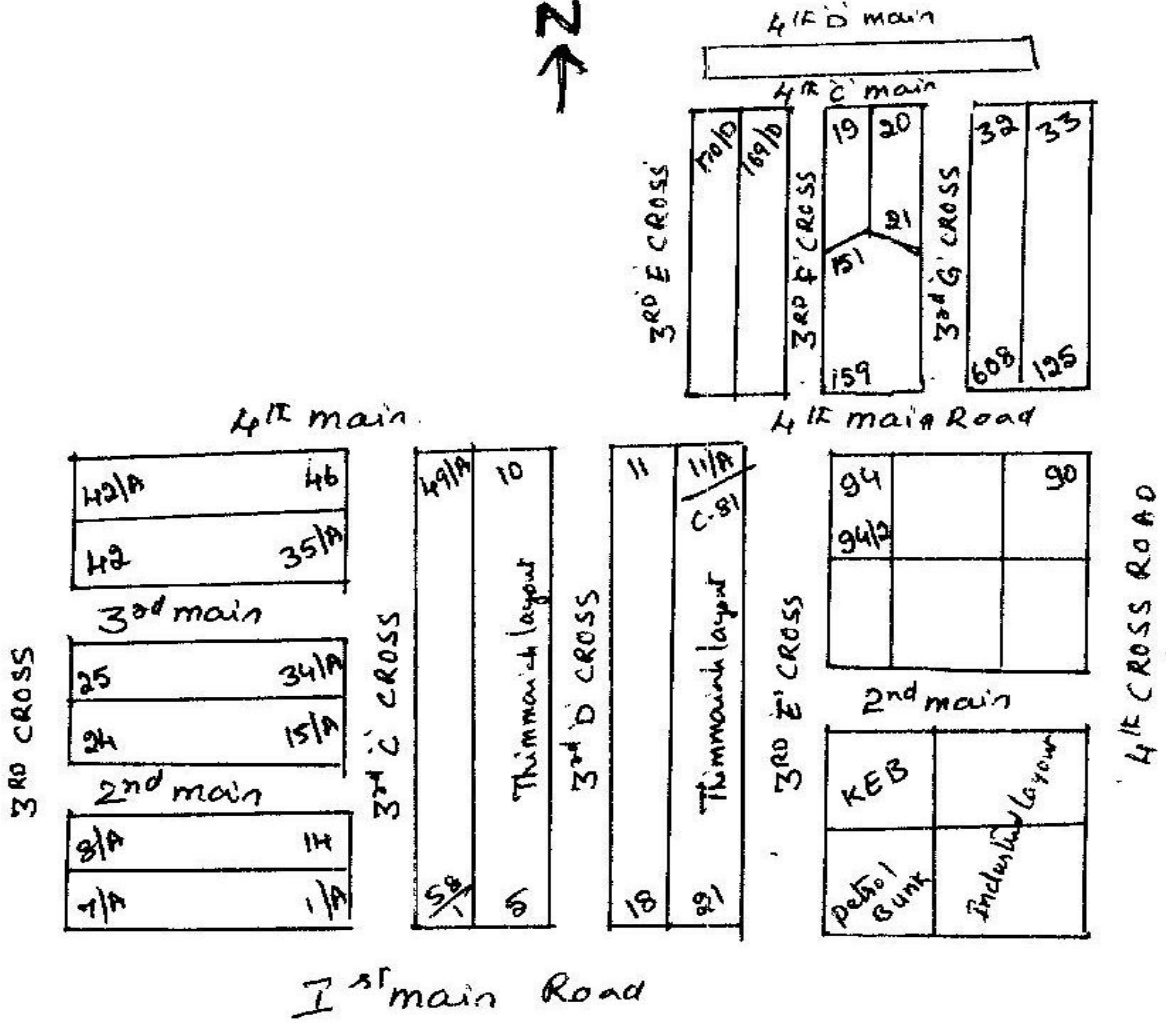 N
4th 'D' main
4th 'C' main
3RD 'E' CROSS
170/D
169/D
3RD 'F' CROSS
19
20
21
151
159
3rd 'G' CROSS
32
33
608
125
4th main
4th main Road
42/A
46
42
35/A
3rd main
3RD CROSS
25
34/A
24
15/A
2nd main
8/A
14
7/A
1/A
3rd 'C' CROSS
49/A
10
Thimmaiah layout
58/1
5
3rd 'D' CROSS
11
11/A
C-81
Thimmaiah layout
18
21
3RD 'E' CROSS
94
90
94/2
2nd main
KEB
Petrol
Bunk
Industrial layout
4th CROSS ROAD
Ist main Road